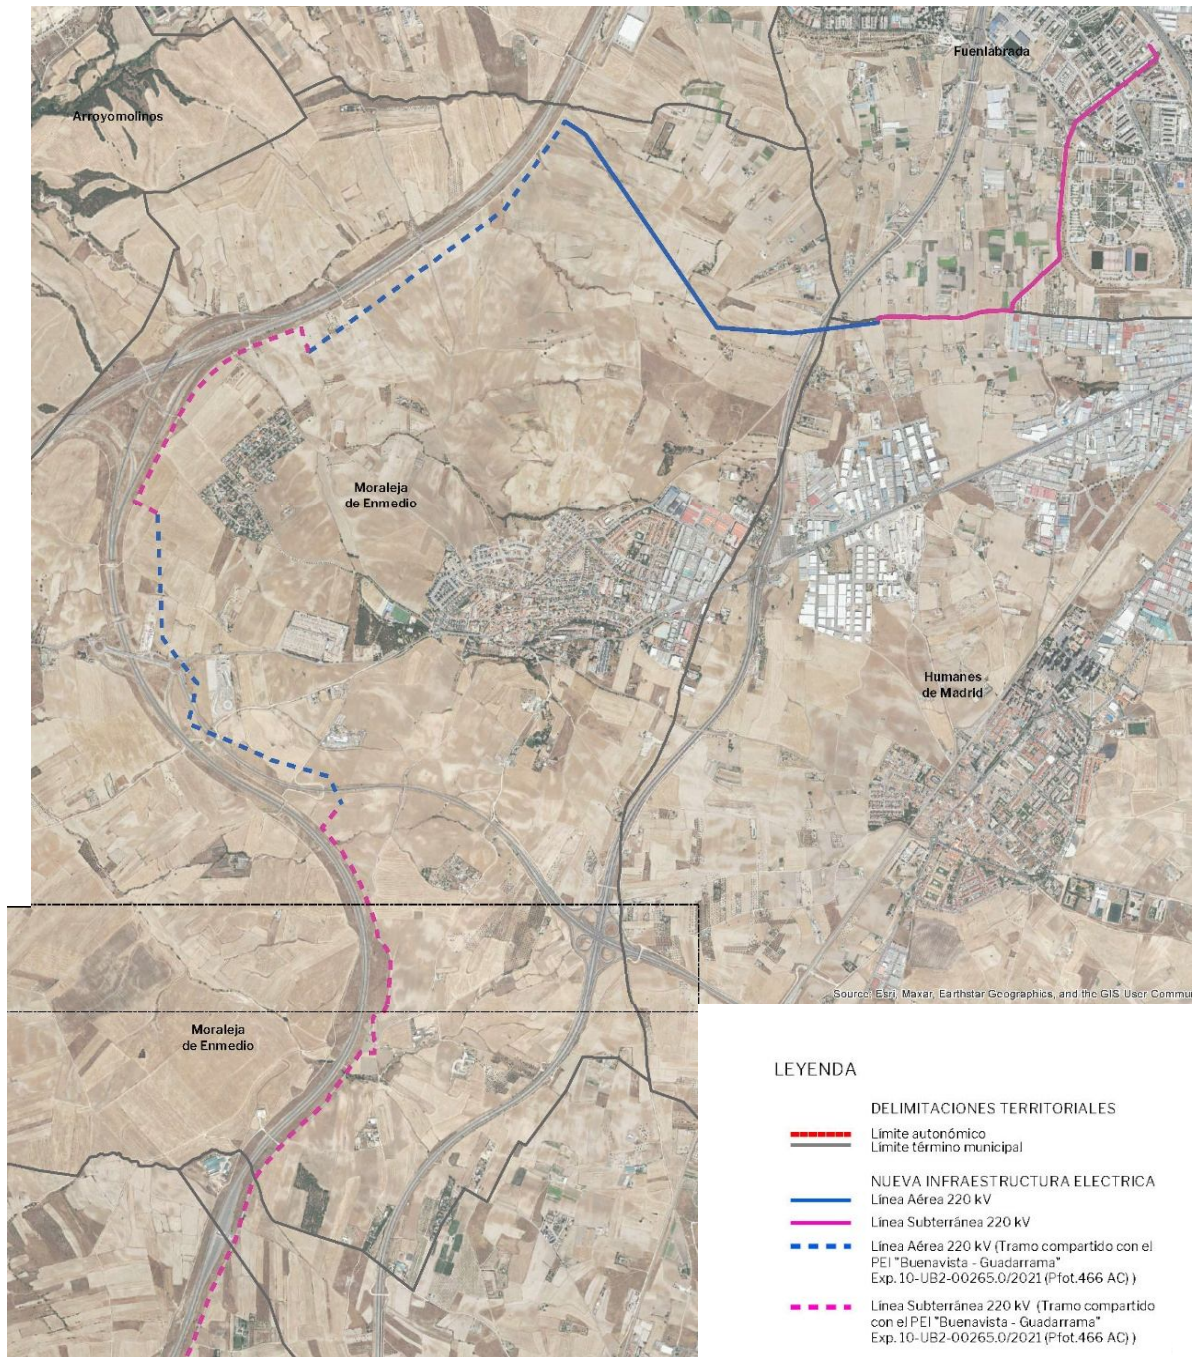 Fuenlabrada
Arroyomolinos
Moraleja
de Enmedio
Humanes
de Madrid
Source: Esri, Maxar, Earthstar Geographics, and the GIS User Commun
Moraleja
de Enmedio
LEYENDA
DELIMITACIONES TERRITORIALES
Límite autonómico
Límite término municipal
NUEVA INFRAESTRUCTURA ELECTRICA
Línea Aérea 220 kV
Línea Subterránea 220 kV
Línea Aérea 220 kV (Tramo compartido con el
PEI "Buenavista - Guadarrama"
Exp. 10-UB2-00265.0/2021 (Pfot.466 AC) )
Línea Subterránea 220 kV (Tramo compartido
con el PEI "Buenavista - Guadarrama"
Exp. 10-UB2-00265.0/2021 (Pfot.466 AC) )